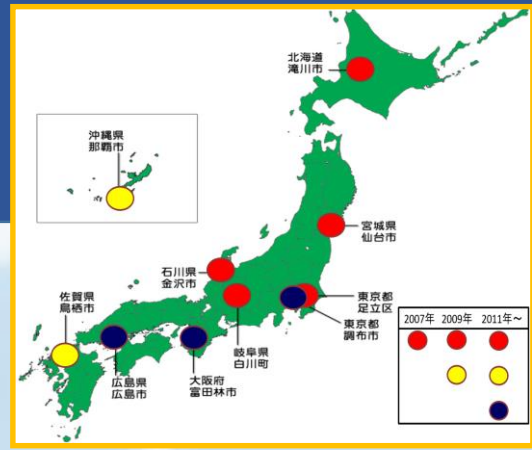 北海道
滝川市
沖縄県
那覇市
宮城県
仙台市
石川県
金沢市
佐賀県
鳥栖市
東京都
足立区
東京都
調布市
岐阜県
白川町
広島県
広島市
大阪府
富田林市
2007年 2009年 2011年~